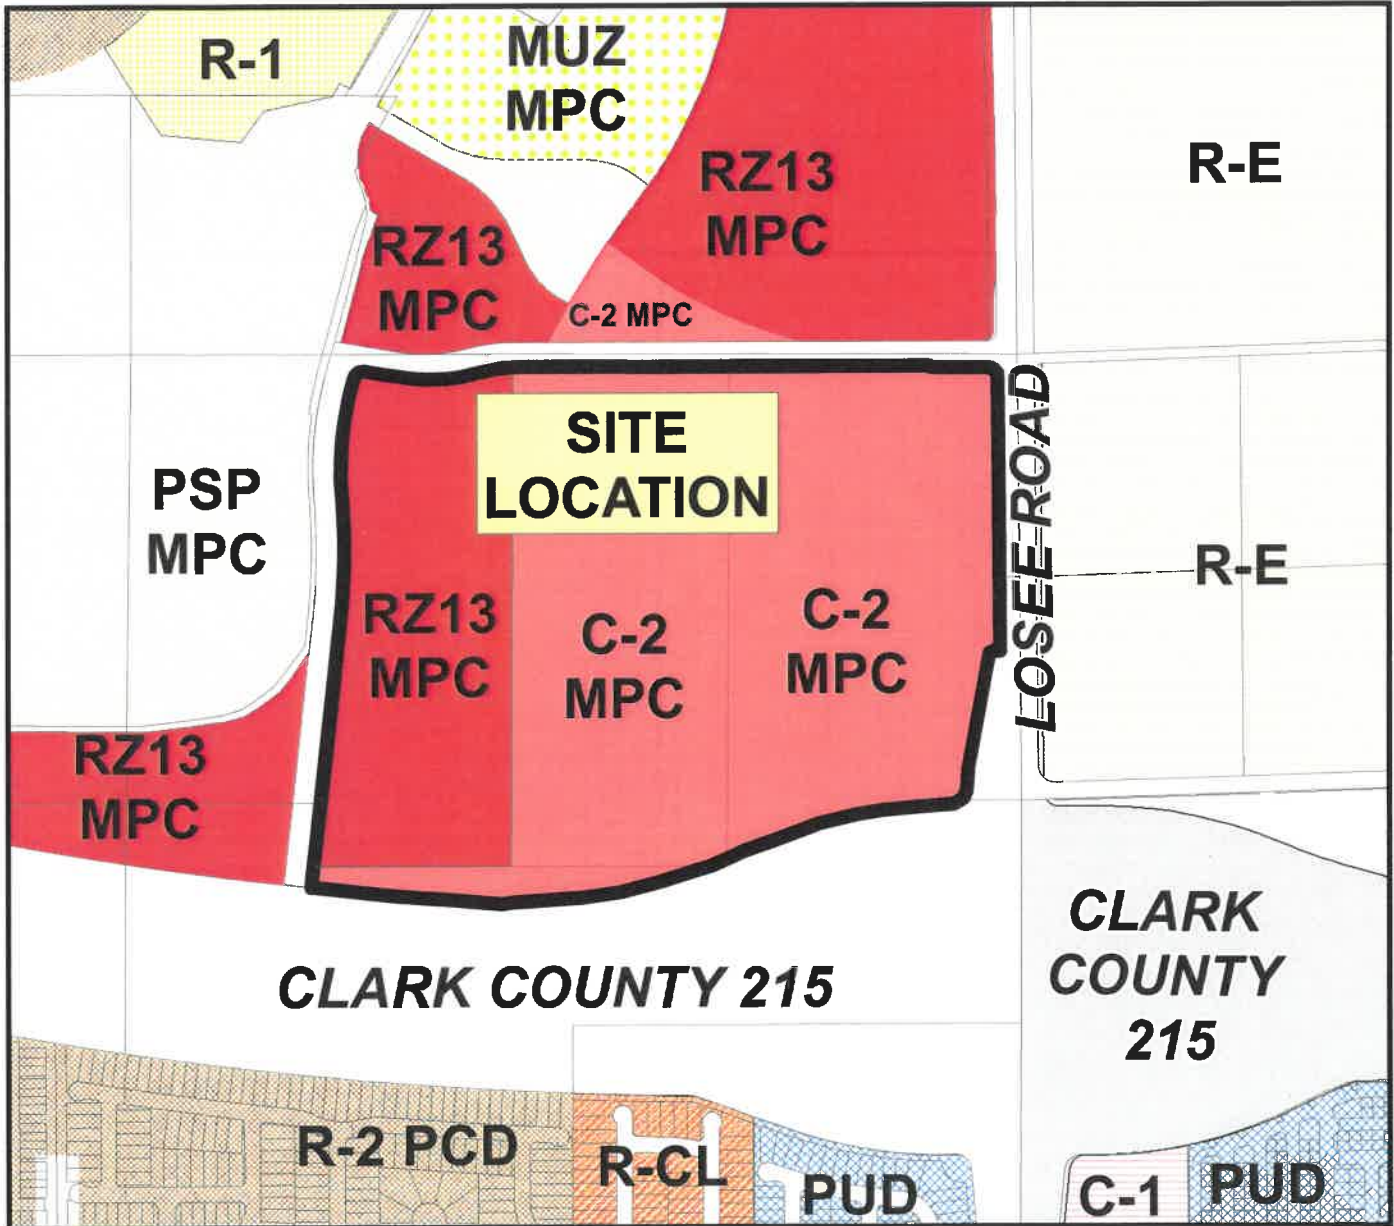 R-1
MUZ
MPC
RZ13
MPC
R-E
RZ13
MPC
C-2 MPC
SITE
LOCATION
LOSEE ROAD
PSP
MPC
R-E
RZ13
MPC
C-2
MPC
C-2
MPC
RZ13
MPC
CLARK
COUNTY
215
CLARK COUNTY 215
R-2 PCD
R-CL
PUD
C-1
PUD